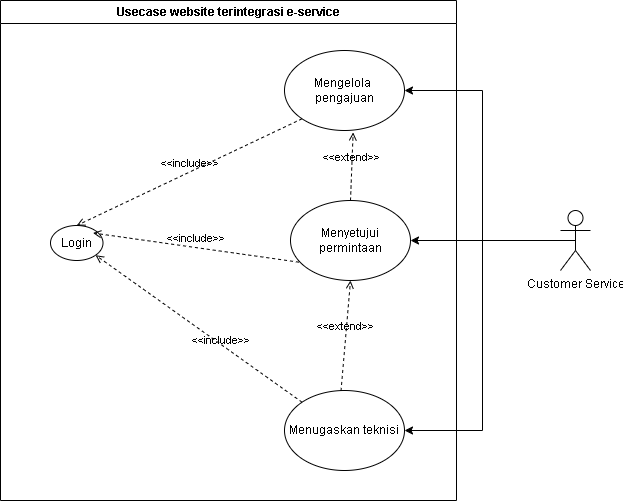 Usecase website terintegrasi e-service
Mengelola
pengajuan
<<include>>
<<extend>>
Menyetujui
permintaan
Login
<<include>>
Customer Service
<<extend>>
<<include>>
Menugaskan teknisi